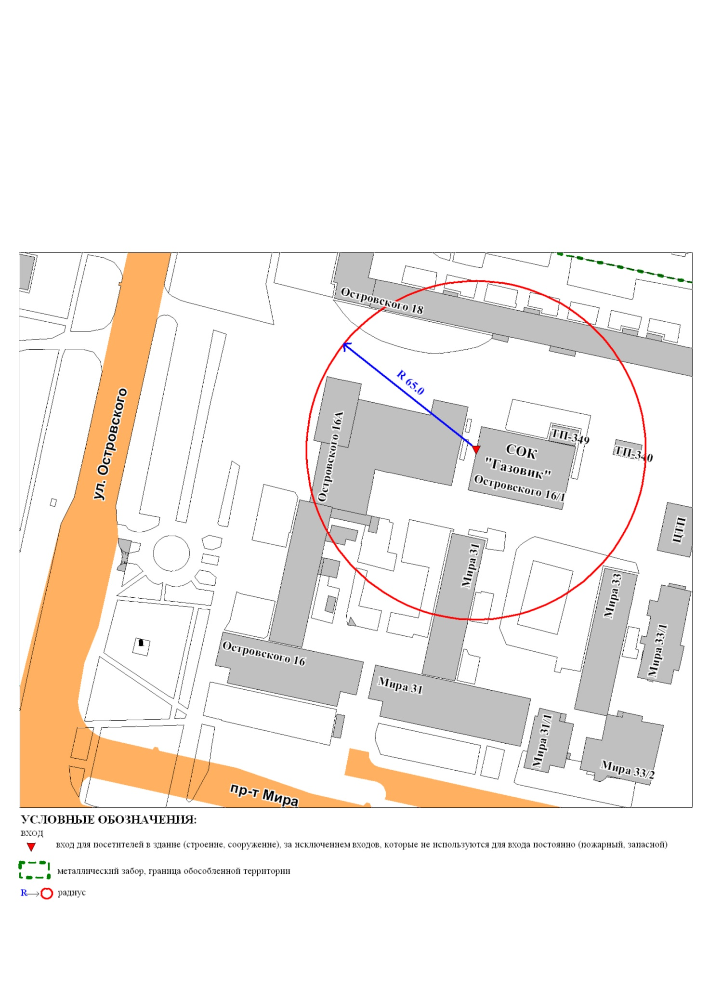 Островского 18
R 65.0
Островского 16А
ТП-349
ТП-340
СОК
"Газовик"
Островского 16/1
ул. Островского
ЦТП
Мира 31
Мира 33
Мира 33/1
Островского 16
Мира 31
Мира 31/1
Мира 33/2
пр-т Мира
УСЛОВНЫЕ ОБОЗНАЧЕНИЯ:
вход
вход для посетителей в здание (строение, сооружение), за исключением входов, которые не используются для входа постоянно (пожарный, запасной)
металлический забор, граница обособленной территории
R радиус